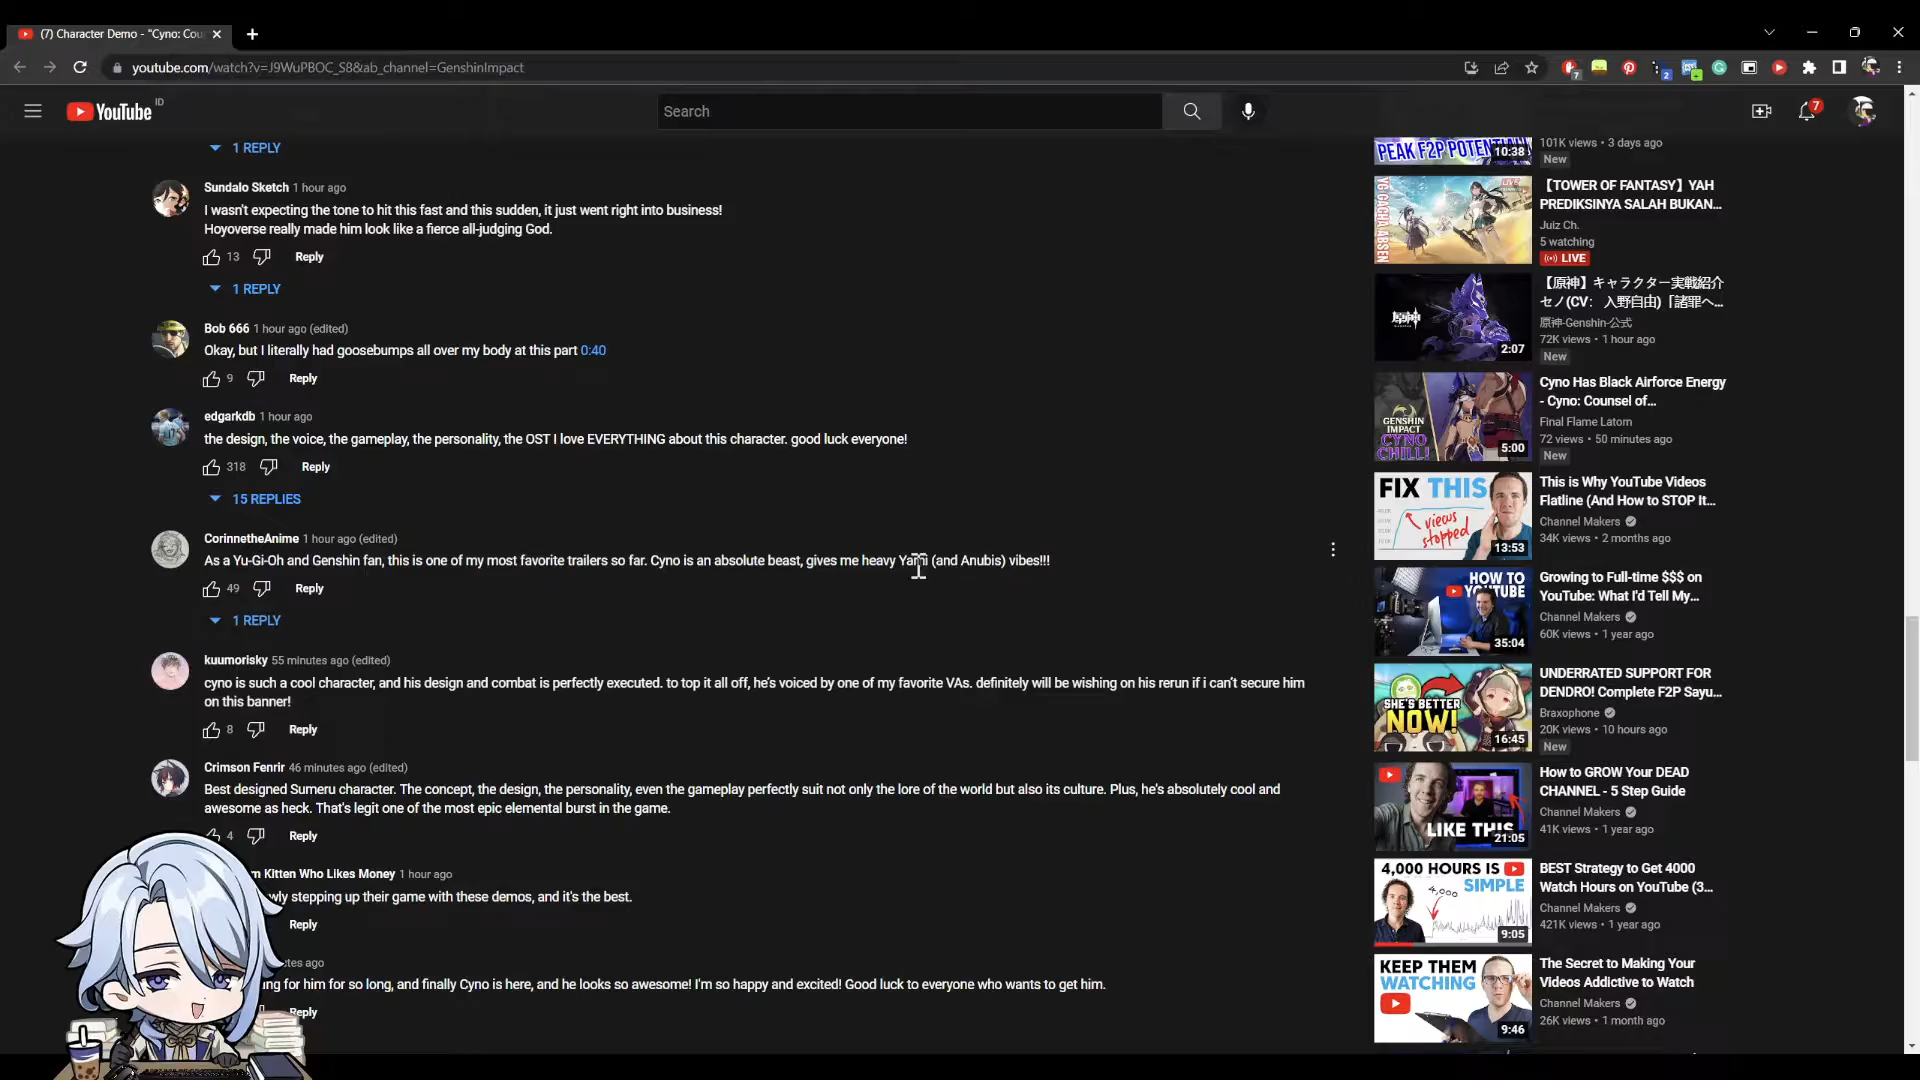 (7) Character Demo - "Cyno: Cou
youtube.com/watch?v=J9WuPBOC_S8&ab_channel=GenshinImpact
7
2
YouTube
ID
Search
7
1 REPLY
Sundalo Sketch 1 hour ago
I wasn't expecting the tone to hit this fast and this sudden, it just went right into business!
Hoyoverse really made him look like a fierce all-judging God.
13 Reply
1 REPLY
Bob 666 1 hour ago (edited)
Okay, but I literally had goosebumps all over my body at this part 0:40
9 Reply
edgarkdb 1 hour ago
the design, the voice, the gameplay, the personality, the OST I love EVERYTHING about this character. good luck everyone!
318 Reply
15 REPLIES
CorinnetheAnime 1 hour ago (edited)
As a Yu-Gi-Oh and Genshin fan, this is one of my most favorite trailers so far. Cyno is an absolute beast, gives me heavy Yami (and Anubis) vibes!!!
49 Reply
1 REPLY
kuumorisky 55 minutes ago (edited)
cyno is such a cool character, and his design and combat is perfectly executed. to top it all off, he's voiced by one of my favorite VAs. definitely will be wishing on his rerun if i can't secure him
on this banner!
8 Reply
Crimson Fenrir 46 minutes ago (edited)
Best designed Sumeru character. The concept, the design, the personality, even the gameplay perfectly suit not only the lore of the world but also its culture. Plus, he's absolutely cool and
awesome as heck. That's legit one of the most epic elemental burst in the game.
4 Reply
Kitten Who Likes Money 1 hour ago
stepping up their game with these demos, and it's the best.
Reply
ago
for him for so long, and finally Cyno is here, and he looks so awesome! I'm so happy and excited! Good luck to everyone who wants to get him.
Reply
PEAK F2P POTENTIAL
10:38
101K views • 3 days ago
New
VG GACHA ABSEN
LIVE
【TOWER OF FANTASY】YAH
PREDIKSINYA SALAH BUKAN...
Juiz Ch.
5 watching
LIVE
原神
2:07
【原神】キャラクター実戦紹介
セノ(CV： 入野自由)「諸罪へ...
原神-Genshin-公式
72K views • 1 hour ago
New
GENSHIN
IMPACT
CYNO
CHILL!
5:00
Cyno Has Black Airforce Energy
- Cyno: Counsel of...
Final Flame Latom
72 views • 50 minutes ago
New
FIX THIS
views
stopped
13:53
This is Why YouTube Videos
Flatline (And How to STOP It...
Channel Makers
34K views • 2 months ago
HOW TO
YOUTUBE
35:04
Growing to Full-time $$$ on
YouTube: What I'd Tell My...
Channel Makers
60K views • 1 year ago
SHE'S BETTER
NOW!
16:45
UNDERRATED SUPPORT FOR
DENDRO! Complete F2P Sayu...
Braxophone
20K views • 10 hours ago
New
LIKE THIS
21:05
How to GROW Your DEAD
CHANNEL - 5 Step Guide
Channel Makers
41K views • 1 year ago
4,000 HOURS IS
SIMPLE
4,000
9:05
BEST Strategy to Get 4000
Watch Hours on YouTube (3...
Channel Makers
421K views • 1 year ago
KEEP THEM
WATCHING
9:46
The Secret to Making Your
Videos Addictive to Watch
Channel Makers
26K views • 1 month ago